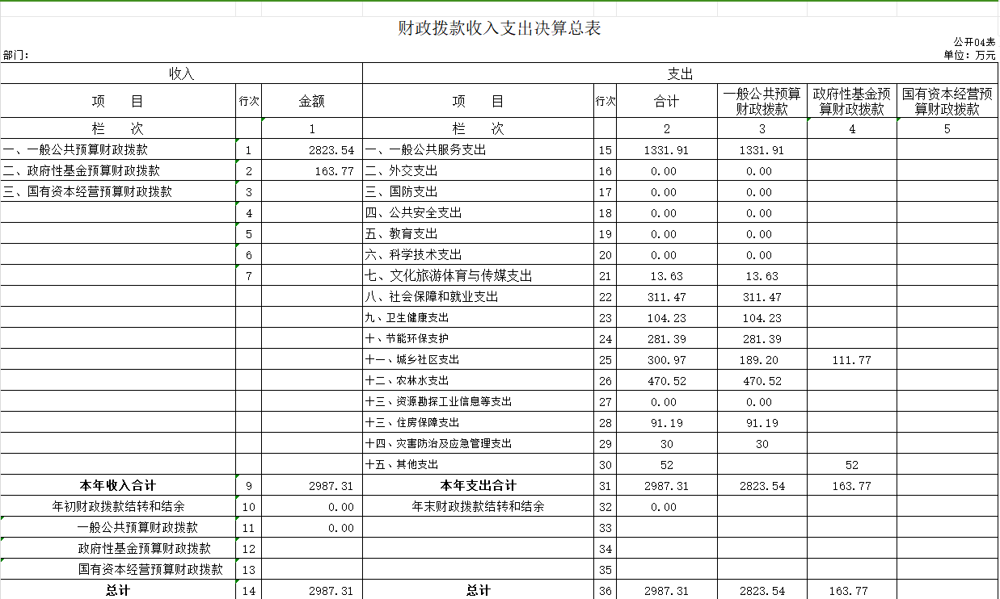 财政拨款收入支出决算总表
公开04表
部门： 单位：万元
收入 支出
项 目 行次 金额 项 目 行次 合计 一般公共预算财政拨款 政府性基金预算财政拨款 国有资本经营预算财政拨款
栏 次 1 栏 次 2 3 4 5
一、一般公共预算财政拨款 1 2823.54 一、一般公共服务支出 15 1331.91 1331.91
二、政府性基金预算财政拨款 2 163.77 二、外交支出 16 0.00 0.00
三、国有资本经营预算财政拨款 3 三、国防支出 17 0.00 0.00
4 四、公共安全支出 18 0.00 0.00
5 五、教育支出 19 0.00 0.00
6 六、科学技术支出 20 0.00 0.00
7 七、文化旅游体育与传媒支出 21 13.63 13.63
八、社会保障和就业支出 22 311.47 311.47
九、卫生健康支出 23 104.23 104.23
十、节能环保支护 24 281.39 281.39
十一、城乡社区支出 25 300.97 189.20 111.77
十二、农林水支出 26 470.52 470.52
十三、资源勘探工业信息等支出 27 0.00 0.00
十三、住房保障支出 28 91.19 91.19
十四、灾害防治及应急管理支出 29 30 30
十五、其他支出 30 52 52
本年收入合计 9 2987.31 本年支出合计 31 2987.31 2823.54 163.77
年初财政拨款结转和结余 10 0.00 年末财政拨款结转和结余 32 0.00
一般公共预算财政拨款 11 0.00 33
政府性基金预算财政拨款 12 34
国有资本经营预算财政拨款 13 35
总计 14 2987.31 总计 36 2987.31 2823.54 163.77